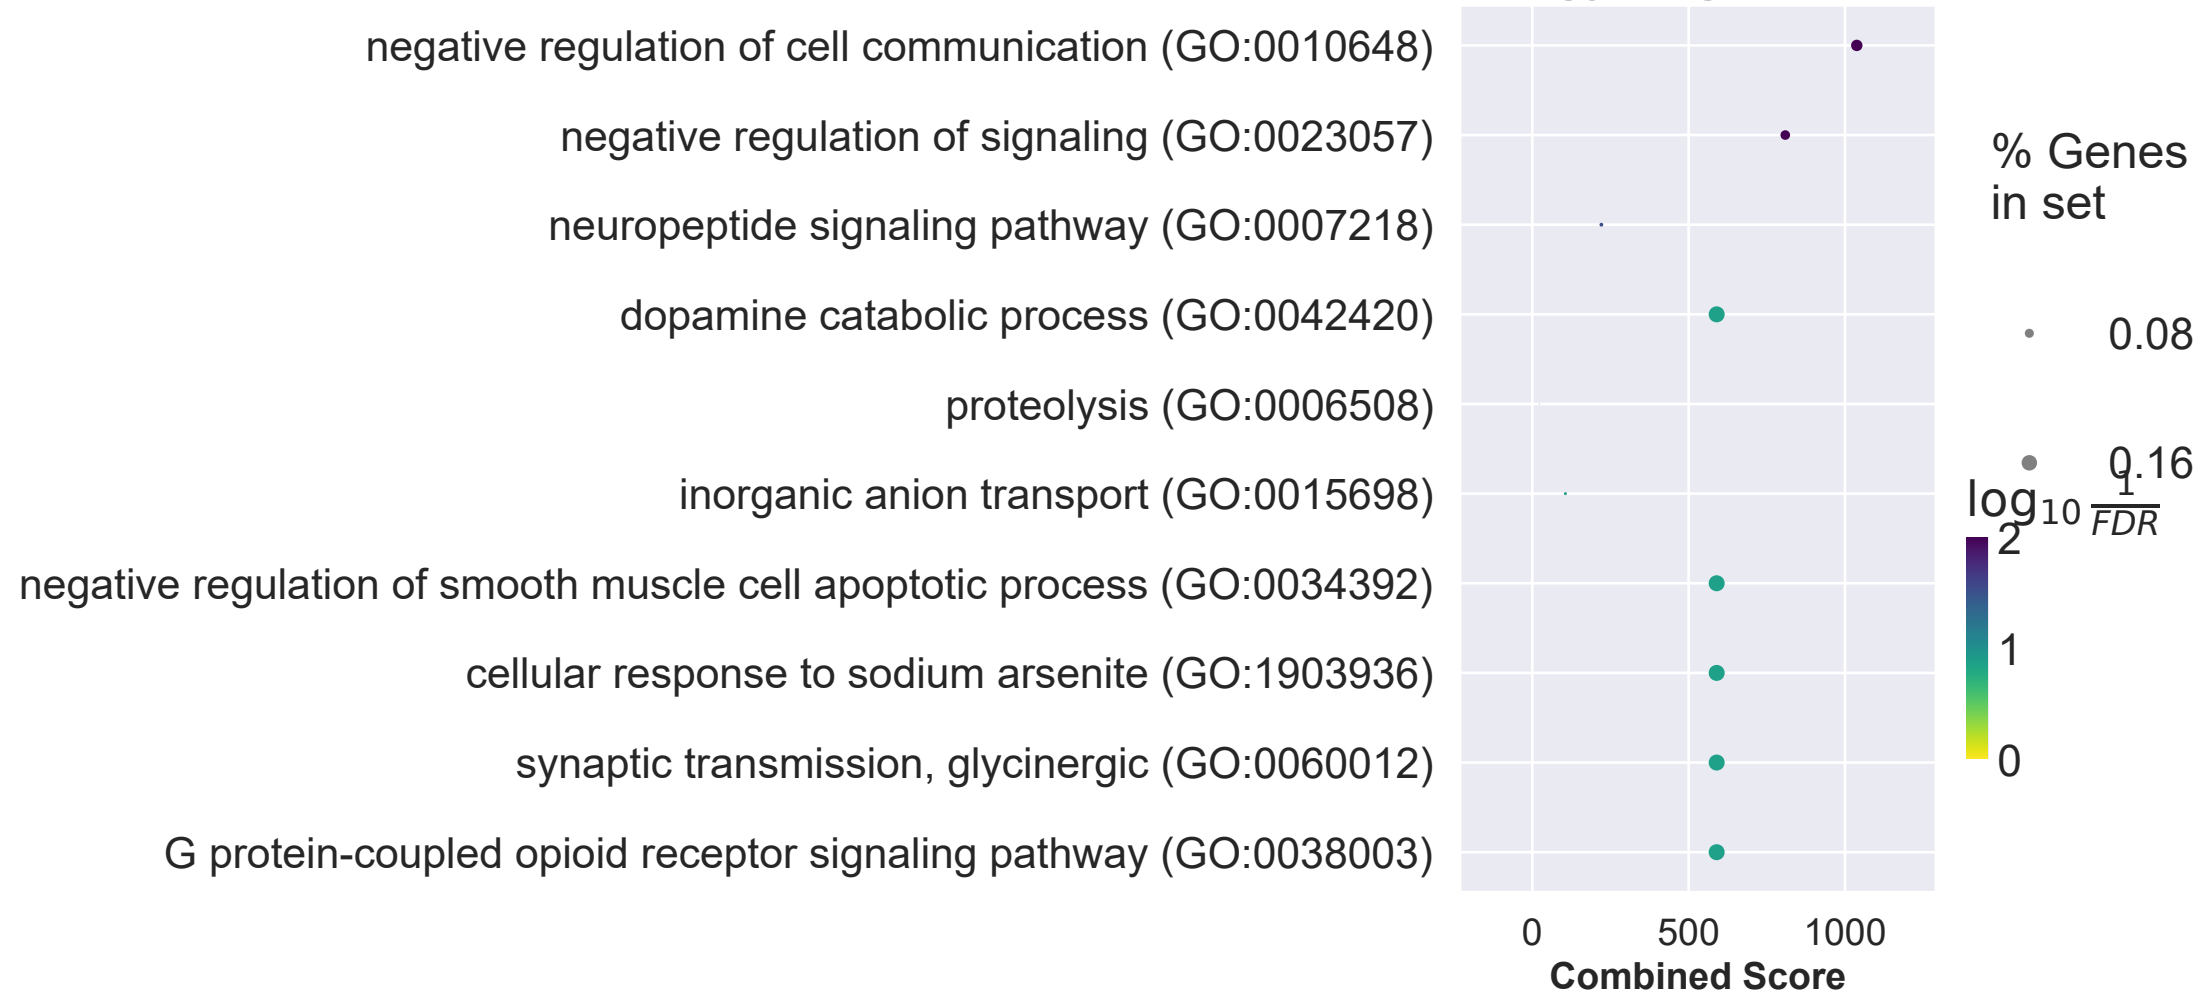 negative regulation of cell communication (GO:0010648)
negative regulation of signaling (GO:0023057)
neuropeptide signaling pathway (GO:0007218)
dopamine catabolic process (GO:0042420)
proteolysis (GO:0006508)
inorganic anion transport (GO:0015698)
negative regulation of smooth muscle cell apoptotic process (GO:0034392)
cellular response to sodium arsenite (GO:1903936)
synaptic transmission, glycinergic (GO:0060012)
G protein-coupled opioid receptor signaling pathway (GO:0038003)
0 500 1000
Combined Score
% Genes
in set
0.08
0.16
log₁₀ 1/FDR
2
1
0